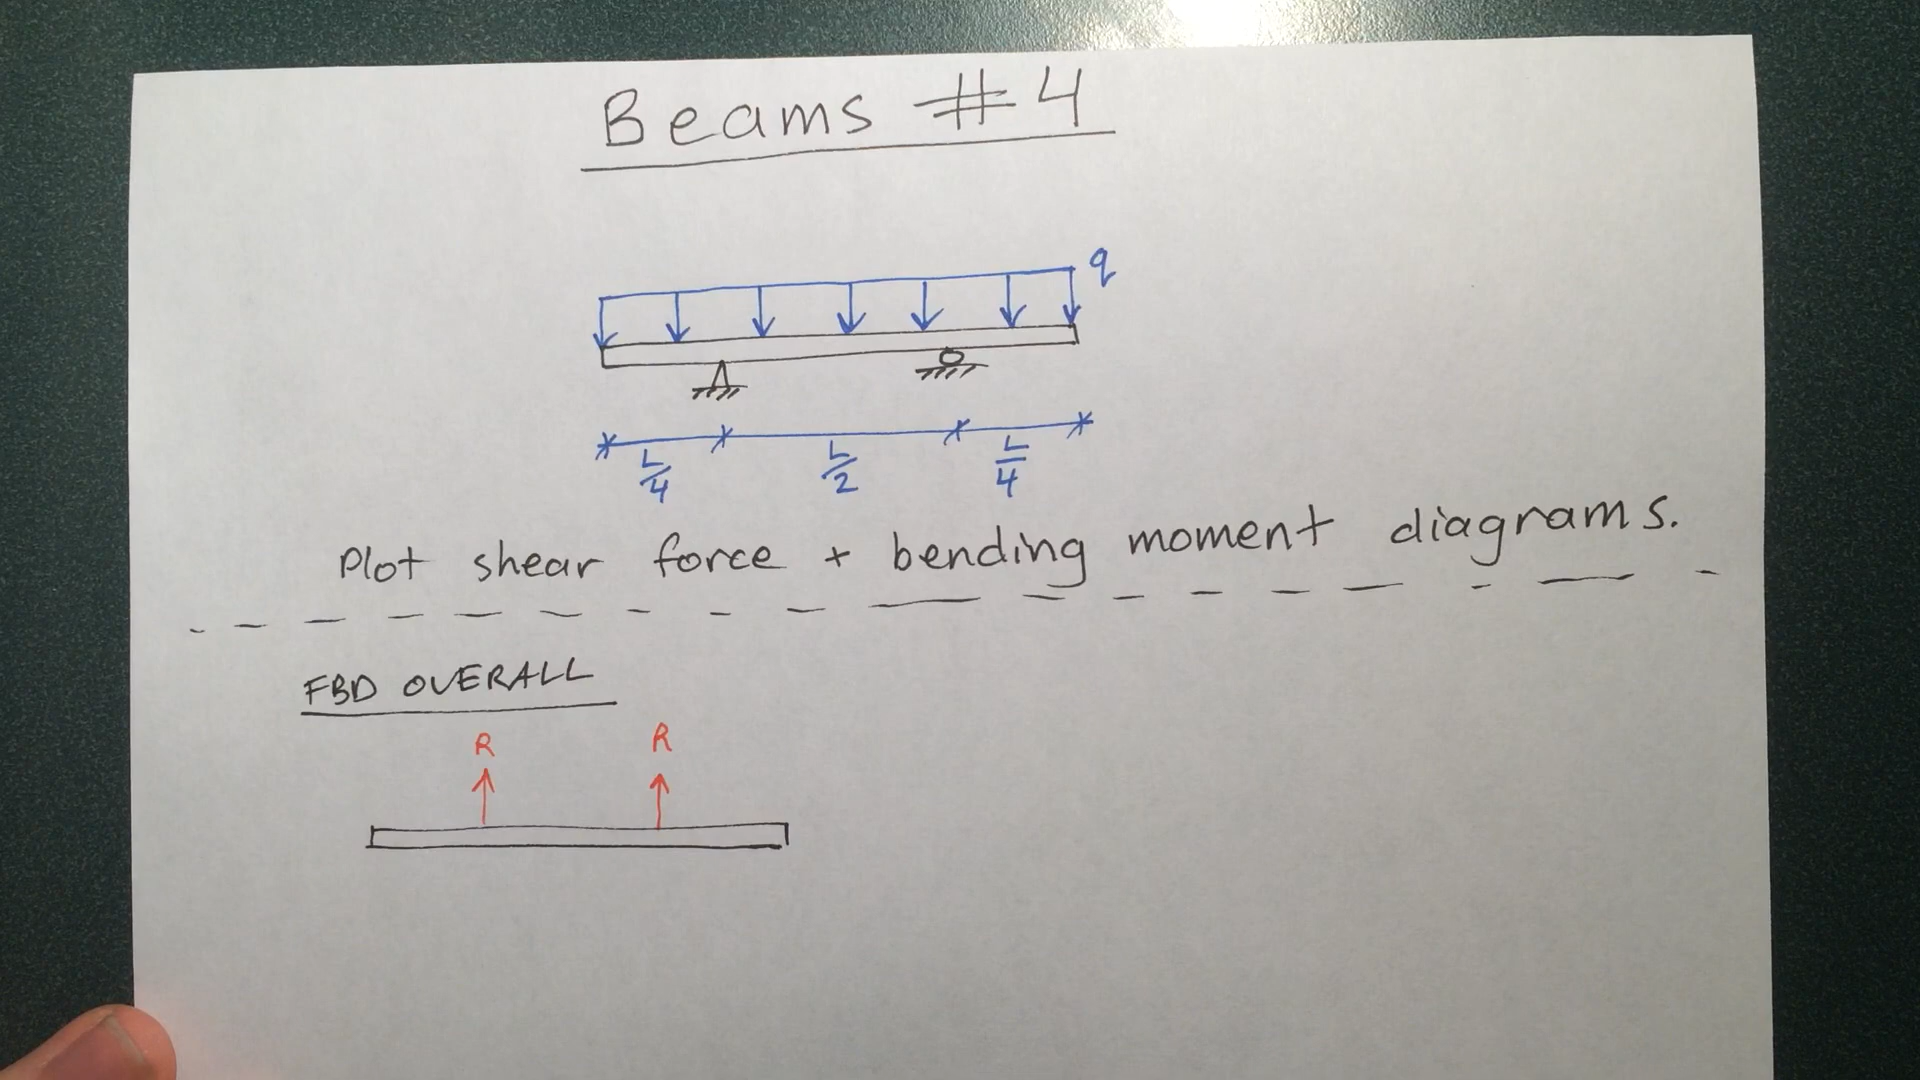 Beams #4
q
L/4 L/2 L/4
Plot shear force + bending moment diagrams.
FBD OVERALL
R R